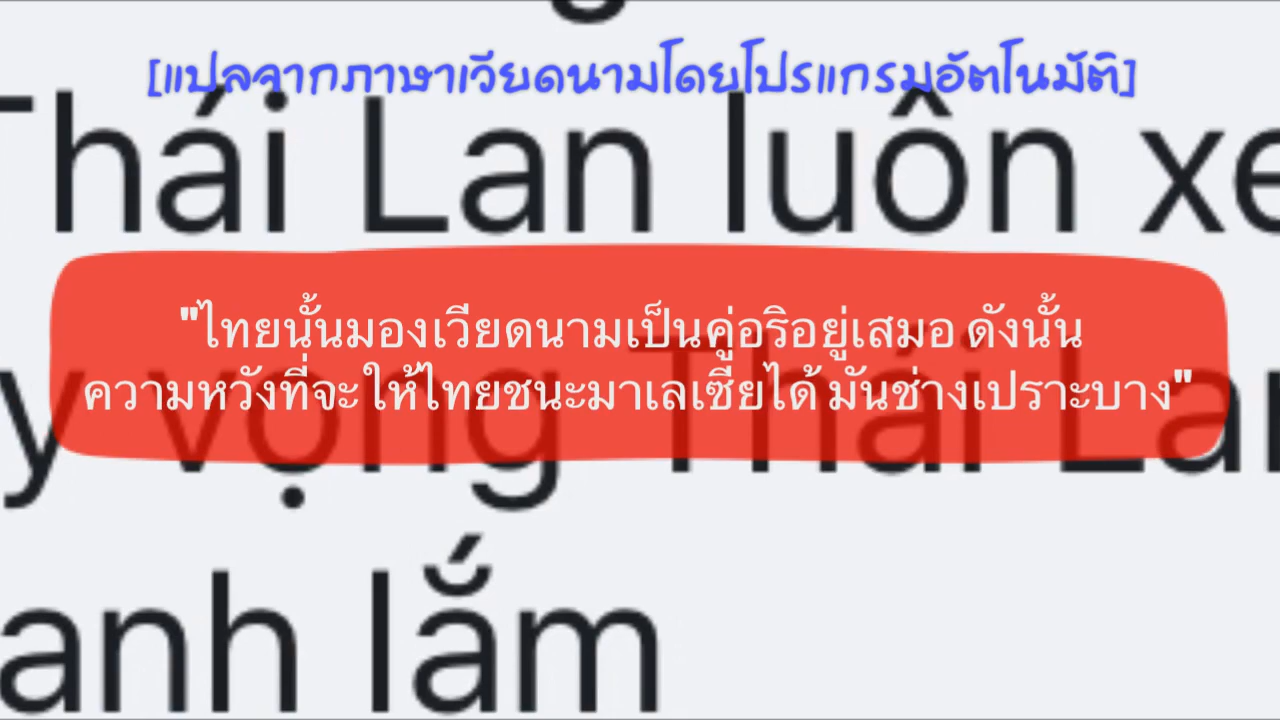 [แปลจากภาษาเวียดนามโดยโปรแกรมอัตโนมัติ]
Thái Lan luôn
"ไทยนั้นมองเวียดนามเป็นคู่อริอยู่เสมอ ดังนั้น
ความหวังที่จะให้ไทยชนะมาเลเซียได้ มันช่างเปราะบาง"
vọng Thái Lan
anh lắm